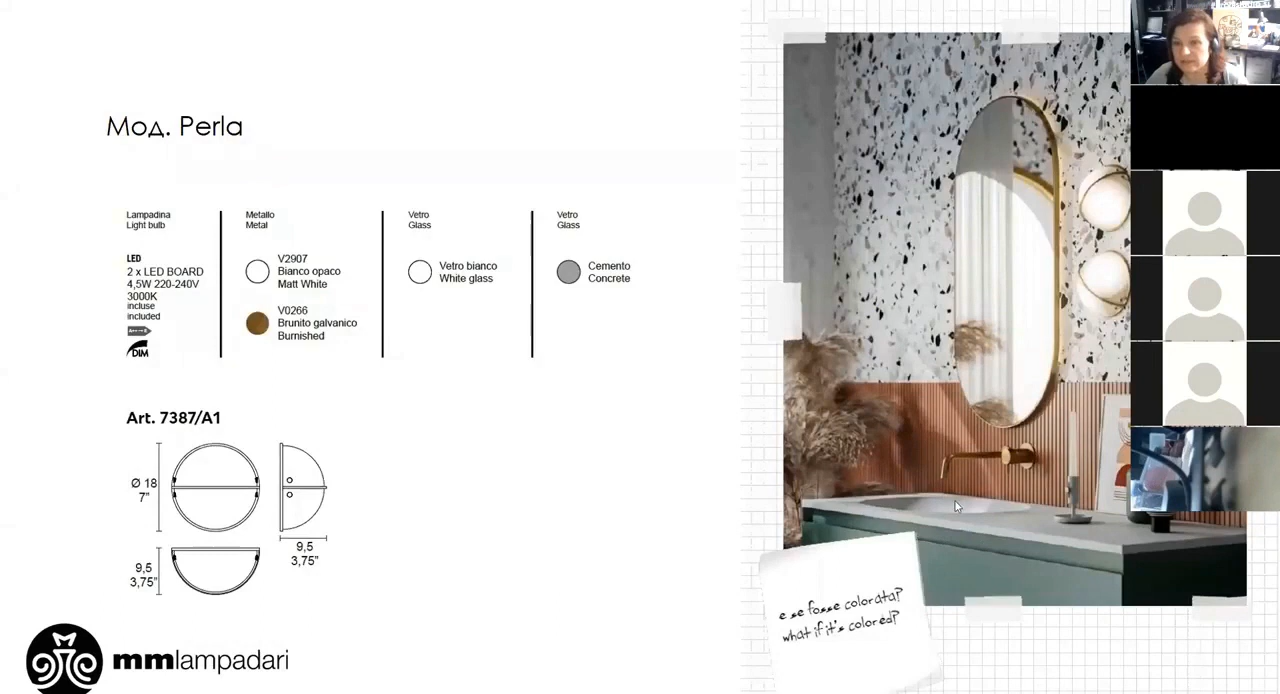 Мод. Perla
Lampadina
Light bulb
LED
2 x LED BOARD
4,5W 220-240V
3000K
incluse
included
DIM
Metallo
Metal
V2907
Bianco opaco
Matt White
V0266
Brunito galvanico
Burnished
Vetro
Glass
Vetro bianco
White glass
Vetro
Glass
Cemento
Concrete
Art. 7387/A1
Ø 18
7"
9,5
3,75"
9,5
3,75"
mmlampadari
e se fosse colorata?
what if it's colored?